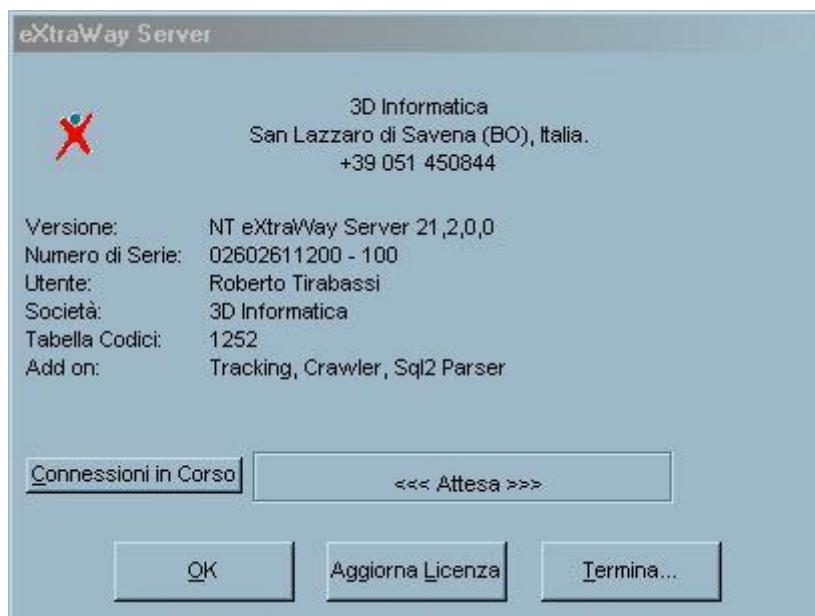 eXtraWay Server
3D Informatica
San Lazzaro di Savena (BO), Italia.
+39 051 450844
Versione: NT eXtraWay Server 21,2,0,0
Numero di Serie: 02602611200 - 100
Utente: Roberto Tirabassi
Società: 3D Informatica
Tabella Codici: 1252
Add on: Tracking, Crawler, Sql2 Parser
Connessioni in Corso <<< Attesa >>>
OK Aggiorna Licenza Termina...